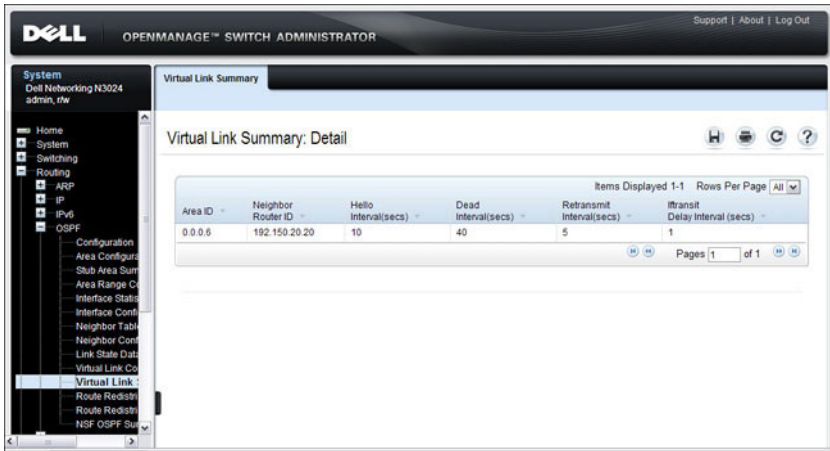 Support | About | Log Out
DELL
OPENMANAGE™ SWITCH ADMINISTRATOR
System
Dell Networking N3024
admin, r/w
Virtual Link Summary
Home
System
Switching
Routing
ARP
IP
IPv6
OSPF
Configuration
Area Configura
Stub Area Sum
Area Range Co
Interface Statis
Interface Confi
Neighbor Table
Neighbor Conf
Link State Data
Virtual Link Co
Virtual Link S
Route Redistri
Route Redistri
NSF OSPF Sum
Virtual Link Summary: Detail
Items Displayed 1-1 Rows Per Page All
Area ID Neighbor Router ID Hello Interval(secs) Dead Interval(secs) Retransmit Interval(secs) Iftransit Delay Interval (secs)
0.0.0.6 192.150.20.20 10 40 5 1
Pages 1 of 1